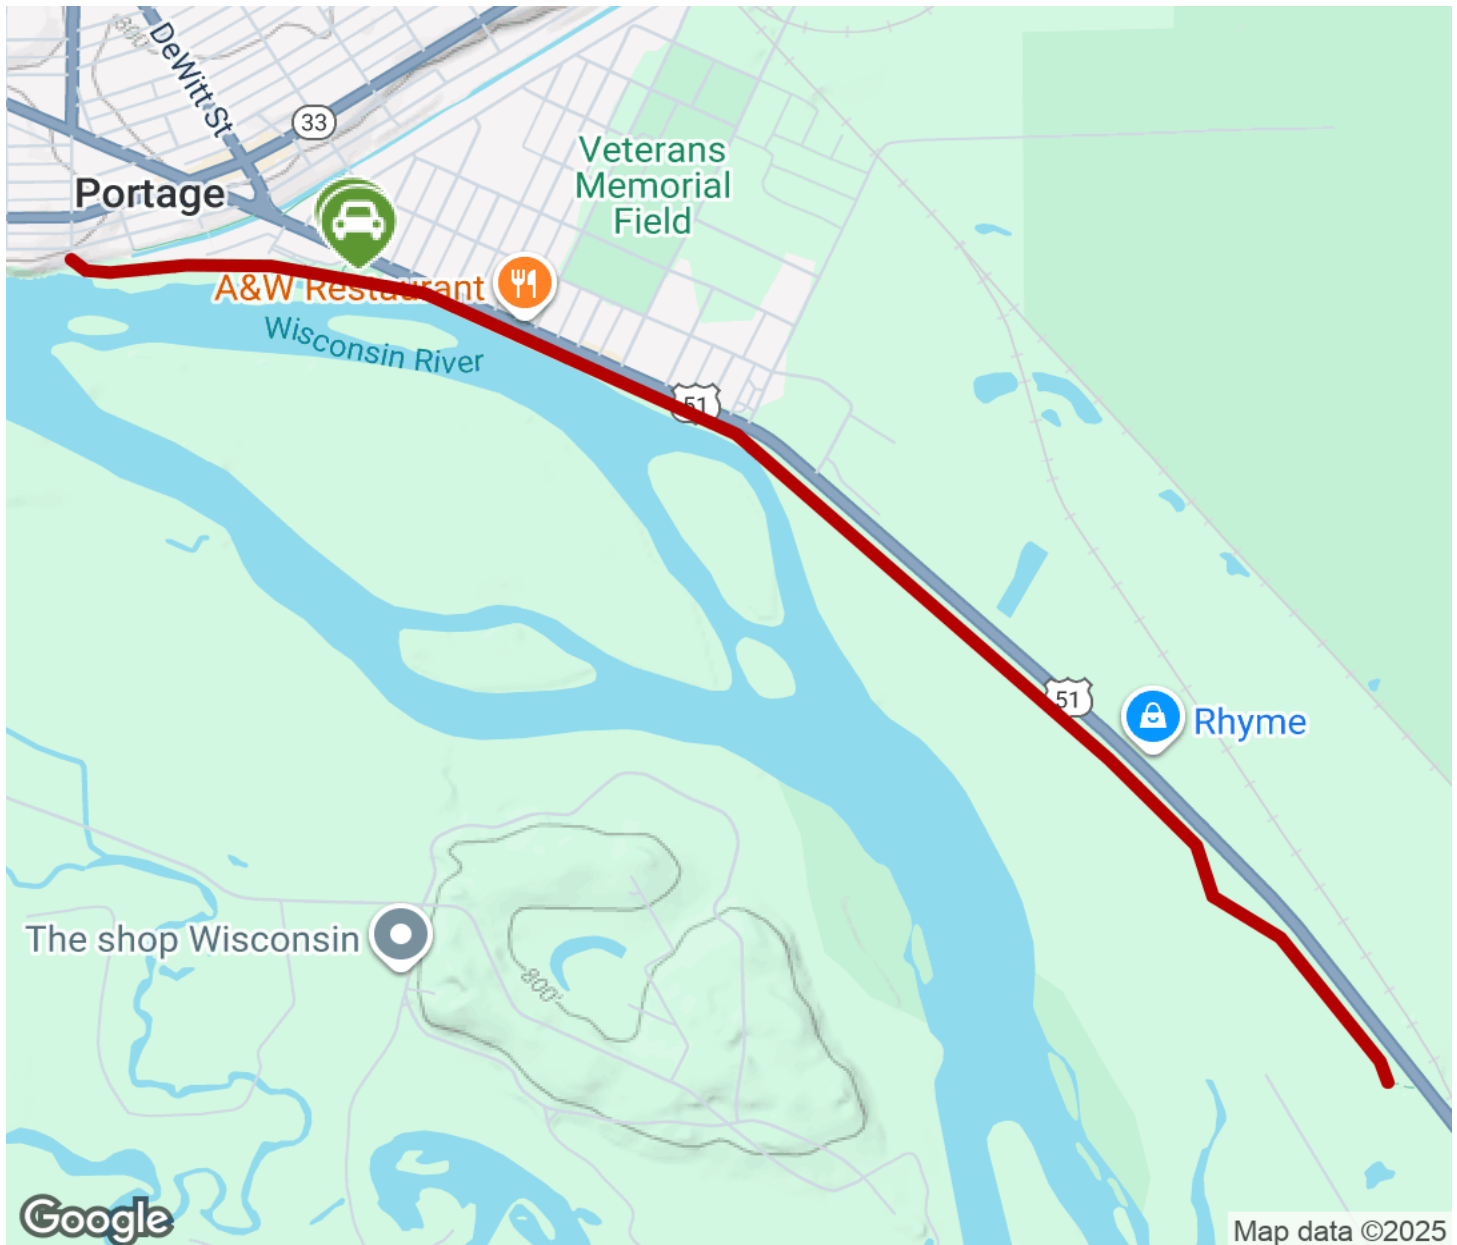 800'
DeWitt St
33
Portage
Veterans
Memorial
Field
A&W Restaurant
Wisconsin River
51
51
Rhyme
The shop Wisconsin
800'
Google
Map data ©2025